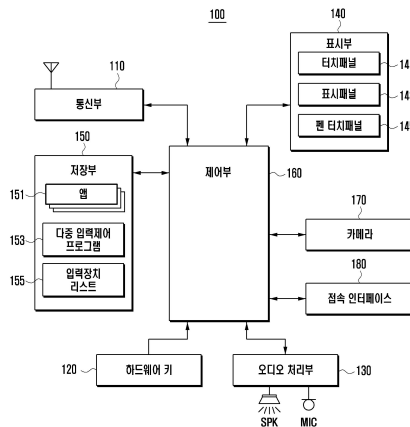 100
140
표시부
터치패널
14
표시패널
14
펜 터치패널
14
110
통신부
150
저장부
151
앱
153
다중 입력제어
프로그램
155
입력장치
리스트
제어부
160
170
카메라
180
접속 인터페이스
120
하드웨어 키
오디오 처리부
130
SPK
MIC